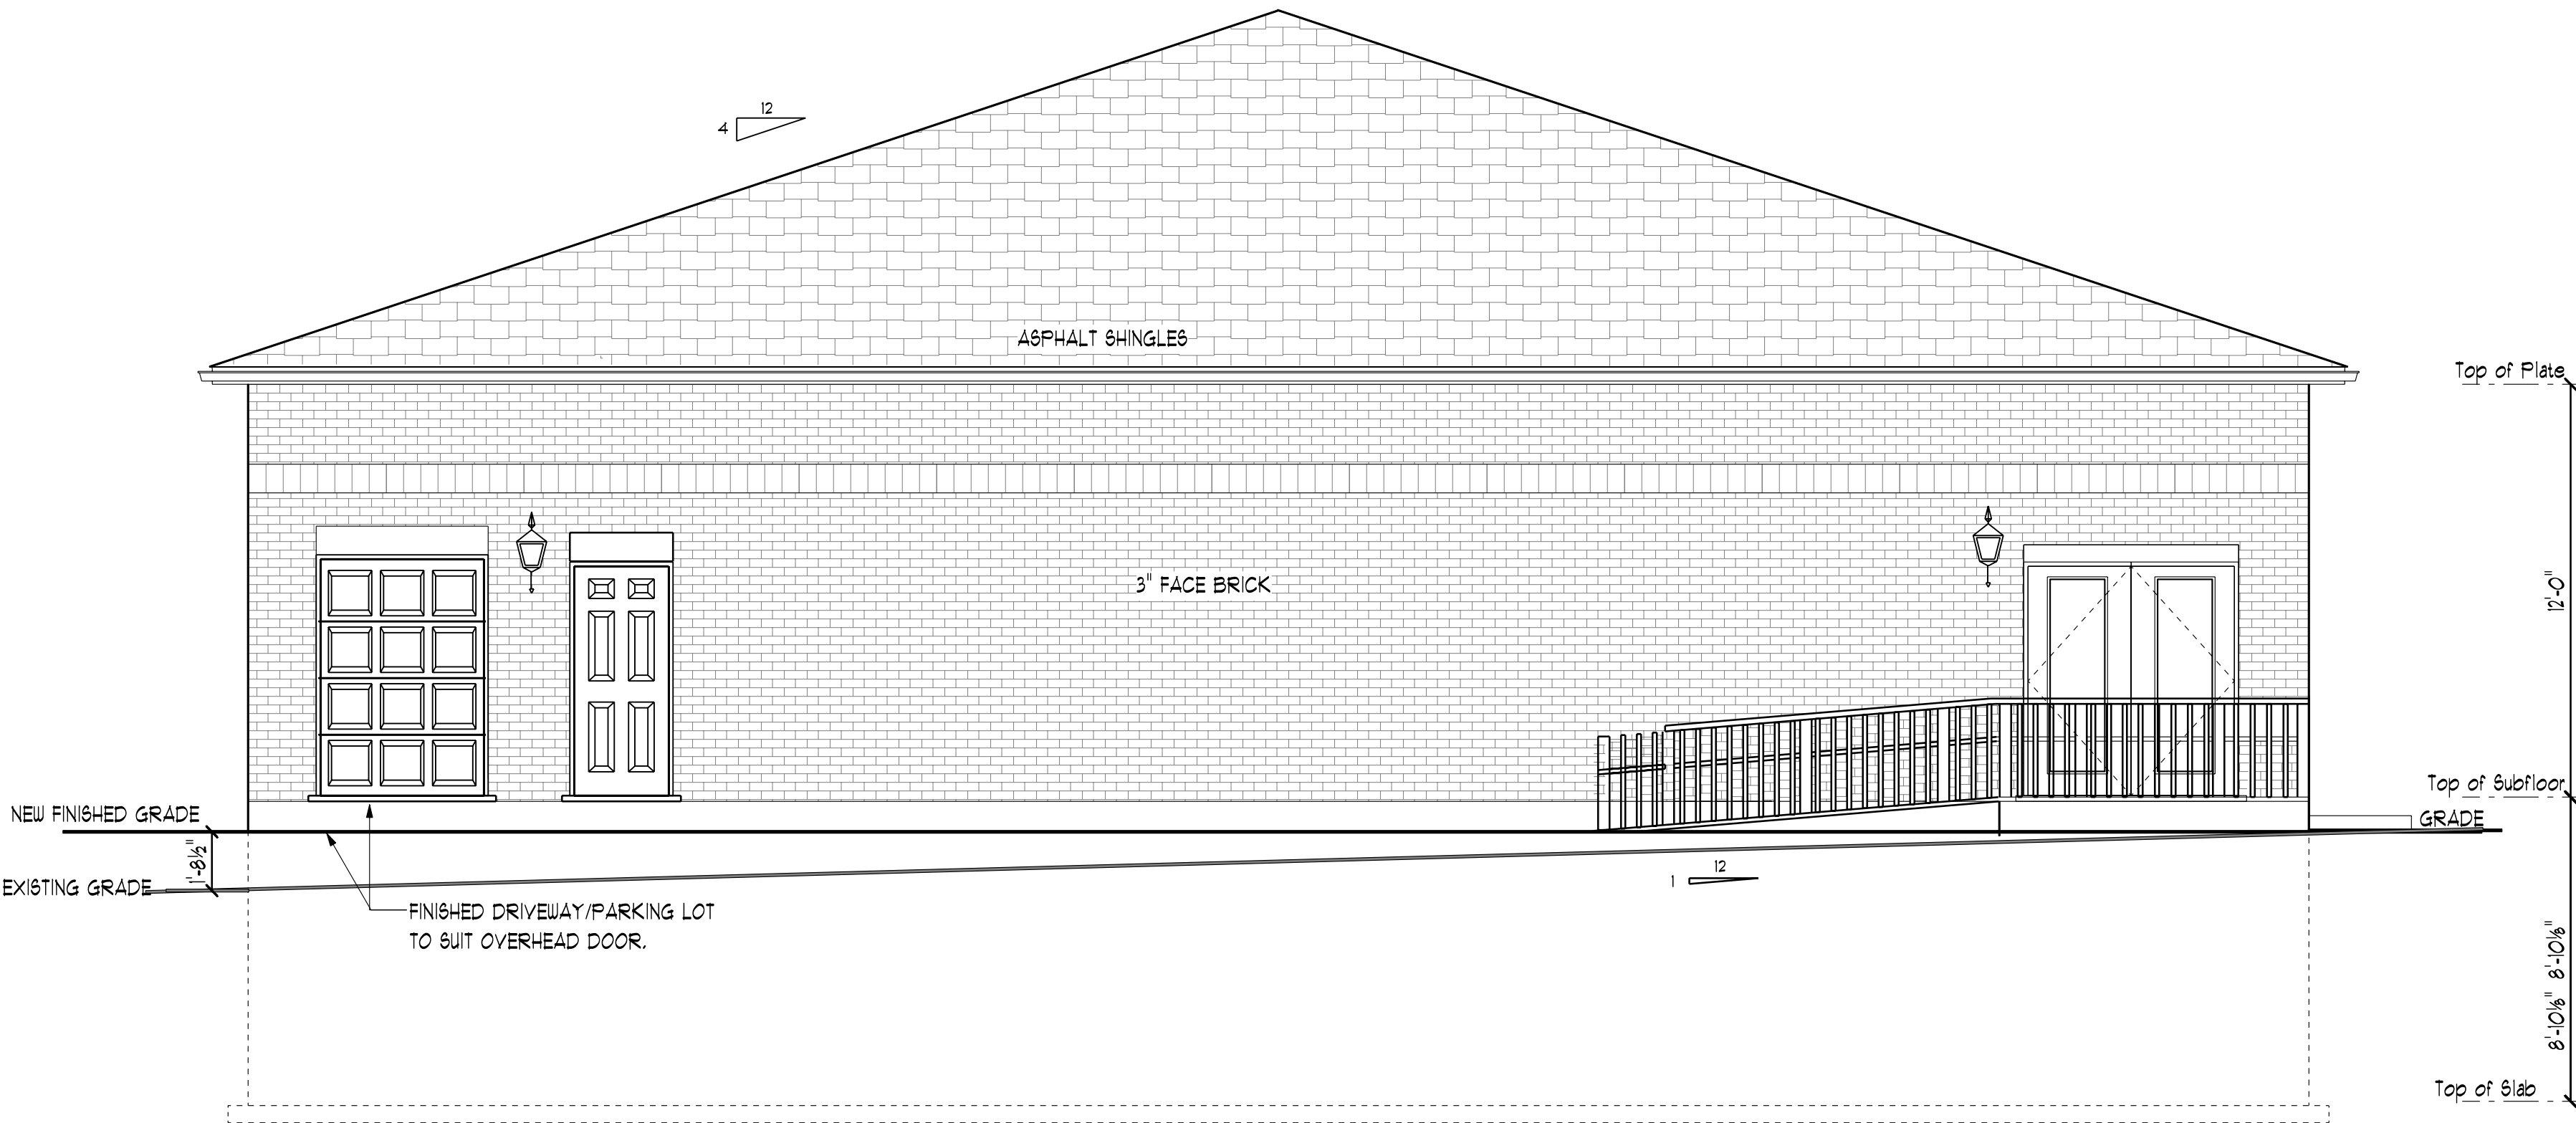 12
4
ASPHALT SHINGLES
Top of Plate
3" FACE BRICK
12'-0"
Top of Subfloor
NEW FINISHED GRADE
GRADE
1'-8½"
12
1
EXISTING GRADE
FINISHED DRIVEWAY/PARKING LOT
TO SUIT OVERHEAD DOOR.
8'-10⅛"
8'-10⅛"
Top of Slab